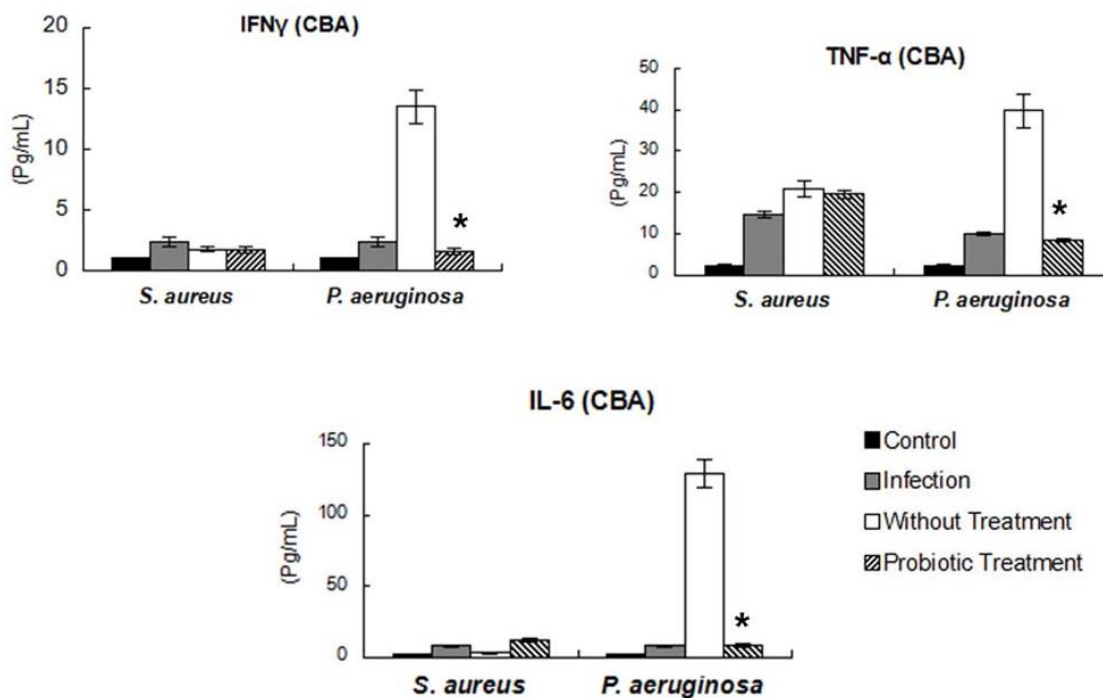 IFNγ (CBA)
20
15
10
5
0
(Pg/mL)
*
S. aureus
P. aeruginosa
TNF-α (CBA)
50
40
30
20
10
0
(Pg/mL)
*
S. aureus
P. aeruginosa
IL-6 (CBA)
150
100
50
0
(Pg/mL)
*
S. aureus
P. aeruginosa
Control
Infection
Without Treatment
Probiotic Treatment